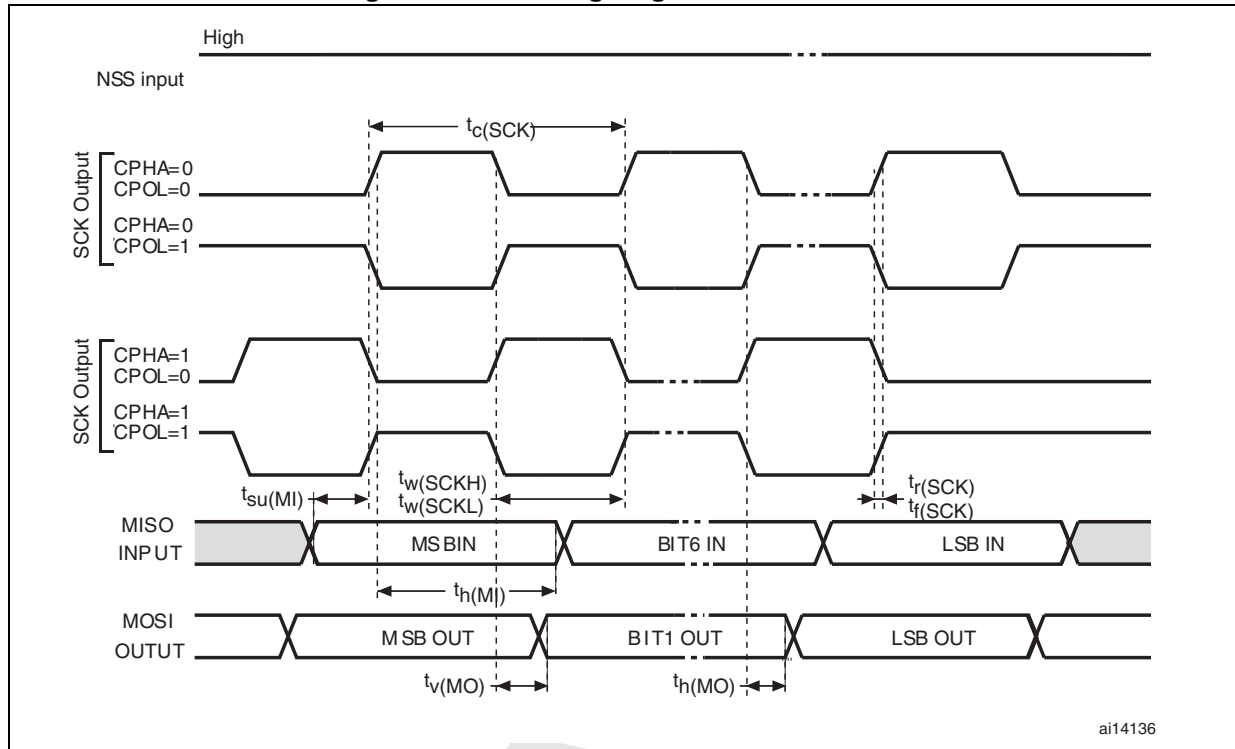 High
NSS input
tc(SCK)
SCK Output
CPHA=0
CPOL=0
CPHA=0
CPOL=1
SCK Output
CPHA=1
CPOL=0
CPHA=1
CPOL=1
tsu(MI)
tw(SCKH)
tw(SCKL)
tr(SCK)
tf(SCK)
MISO
INPUT
MSBIN
BIT6 IN
LSB IN
th(MI)
MOSI
OUTUT
MSB OUT
BIT1 OUT
LSB OUT
tv(MO)
th(MO)
ai14136